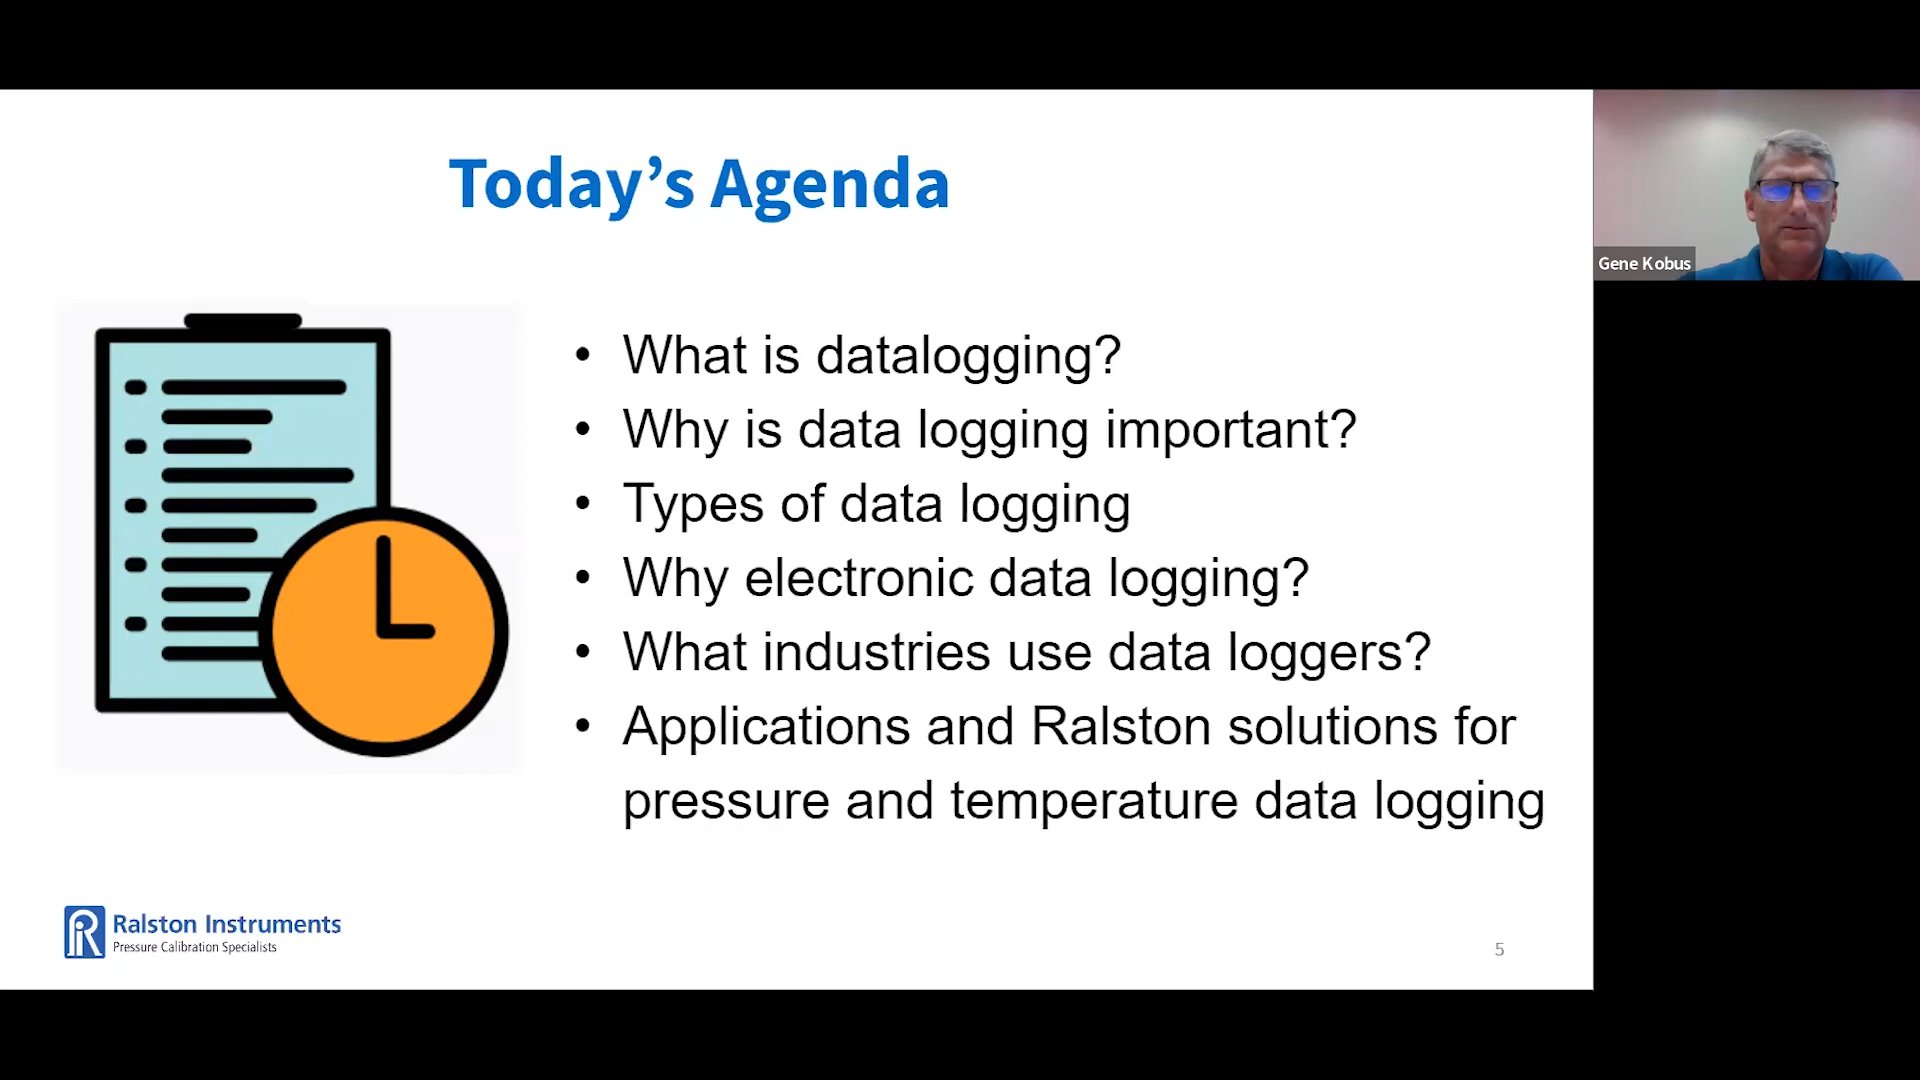 Today’s Agenda
Gene Kobus
• What is datalogging?
• Why is data logging important?
• Types of data logging
• Why electronic data logging?
• What industries use data loggers?
• Applications and Ralston solutions for
pressure and temperature data logging
Ralston Instruments
Pressure Calibration Specialists
5